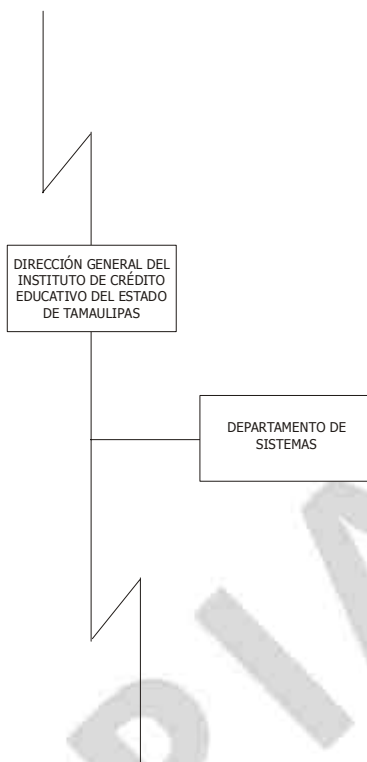 DIRECCIÓN GENERAL DEL
INSTITUTO DE CRÉDITO
EDUCATIVO DEL ESTADO
DE TAMAULIPAS
DEPARTAMENTO DE
SISTEMAS